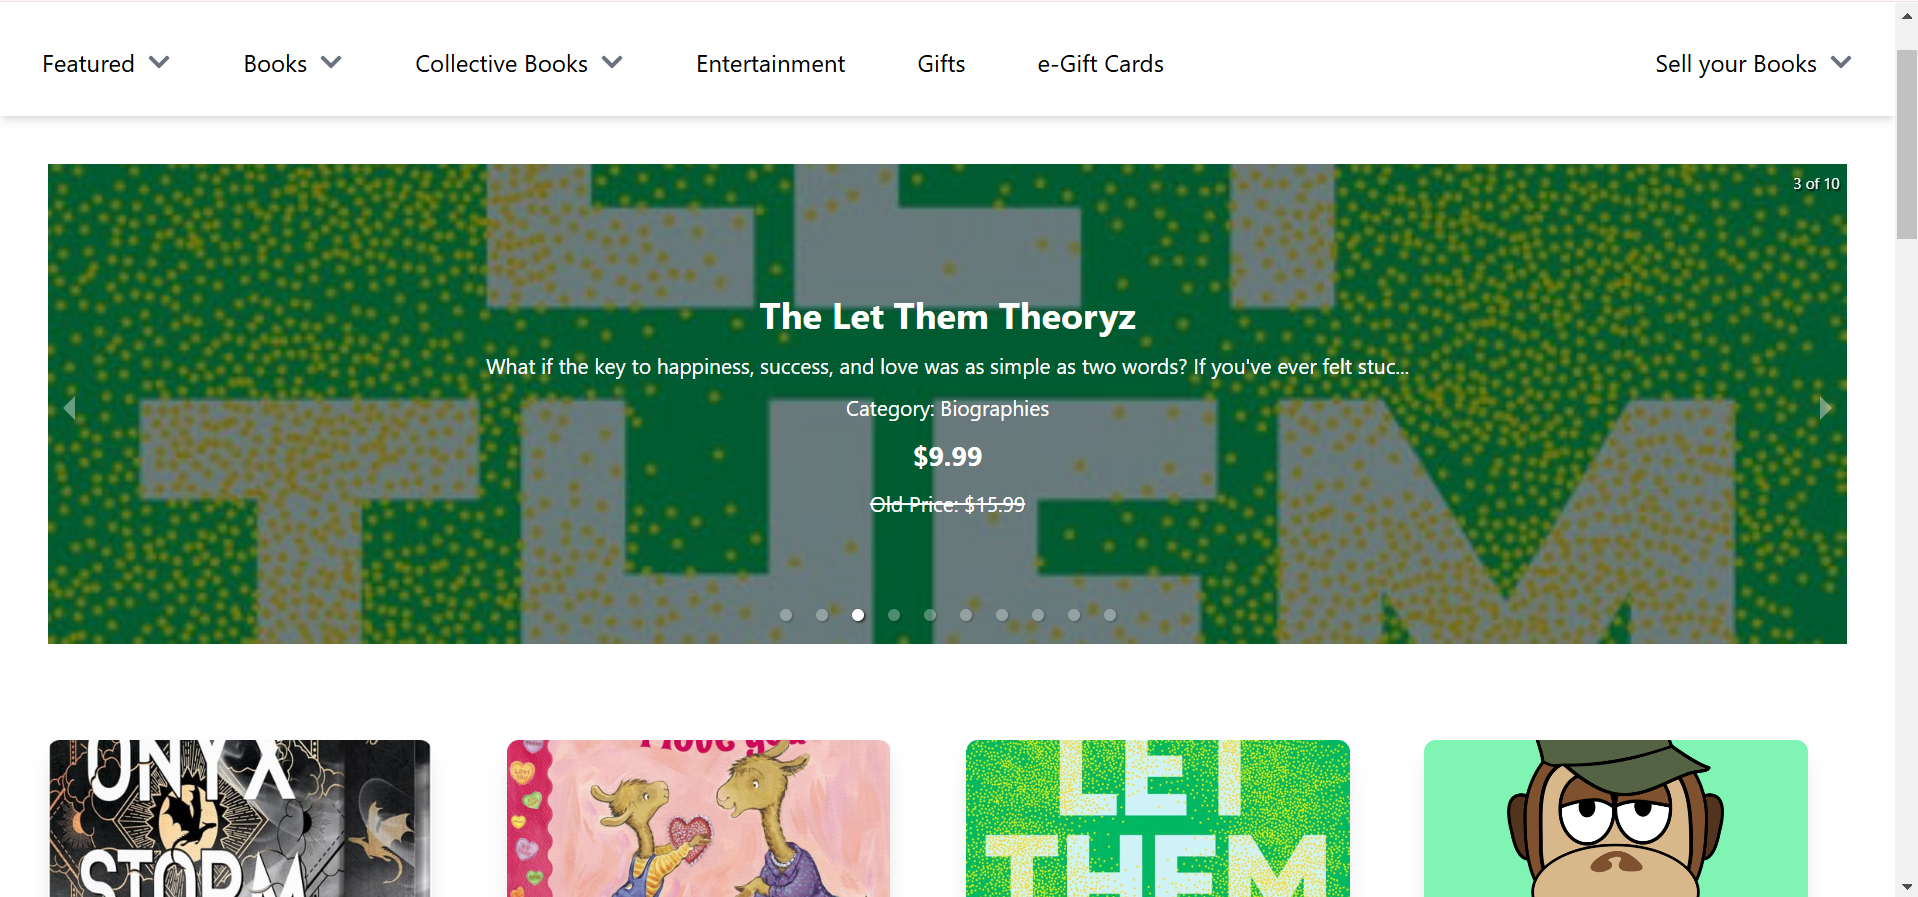 Featured
Books
Collective Books
Entertainment
Gifts
e-Gift Cards
Sell your Books
3 of 10
LET
THEM
The Let Them Theoryz
What if the key to happiness, success, and love was as simple as two words? If you've ever felt stuc...
Category: Biographies
$9.99
Old Price: $15.99
ONYX
STORM
I love you
LET
THEM